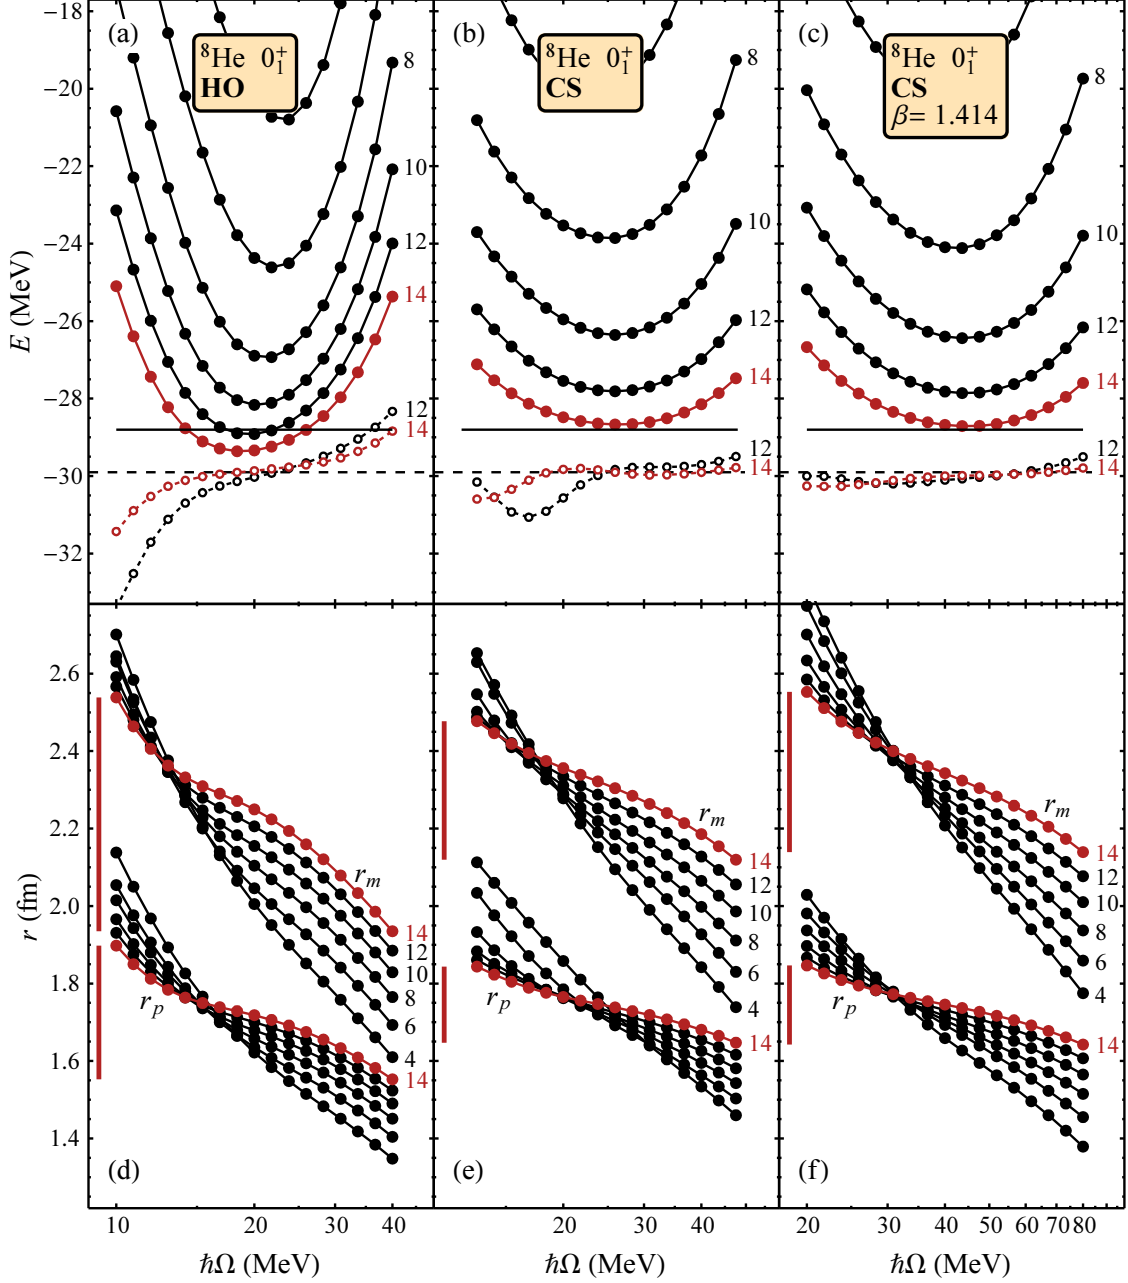 (a)
⁸He 0₁⁺
HO
8
10
12
14
12
14
(b)
⁸He 0₁⁺
CS
8
10
12
14
12
14
(c)
⁸He 0₁⁺
CS
β= 1.414
8
10
12
14
12
14
−18
−20
−22
−24
−26
−28
−30
−32
E (MeV)
2.6
2.4
2.2
2.0
1.8
1.6
1.4
r (fm)
r_m
14
12
10
8
6
4
r_p
14
(d)
r_m
14
12
10
8
6
4
r_p
14
(e)
r_m
14
12
10
8
6
4
r_p
14
(f)
10 20 30 40
20 30 40
20 30 40 50 60 70 80
ħΩ (MeV)
ħΩ (MeV)
ħΩ (MeV)